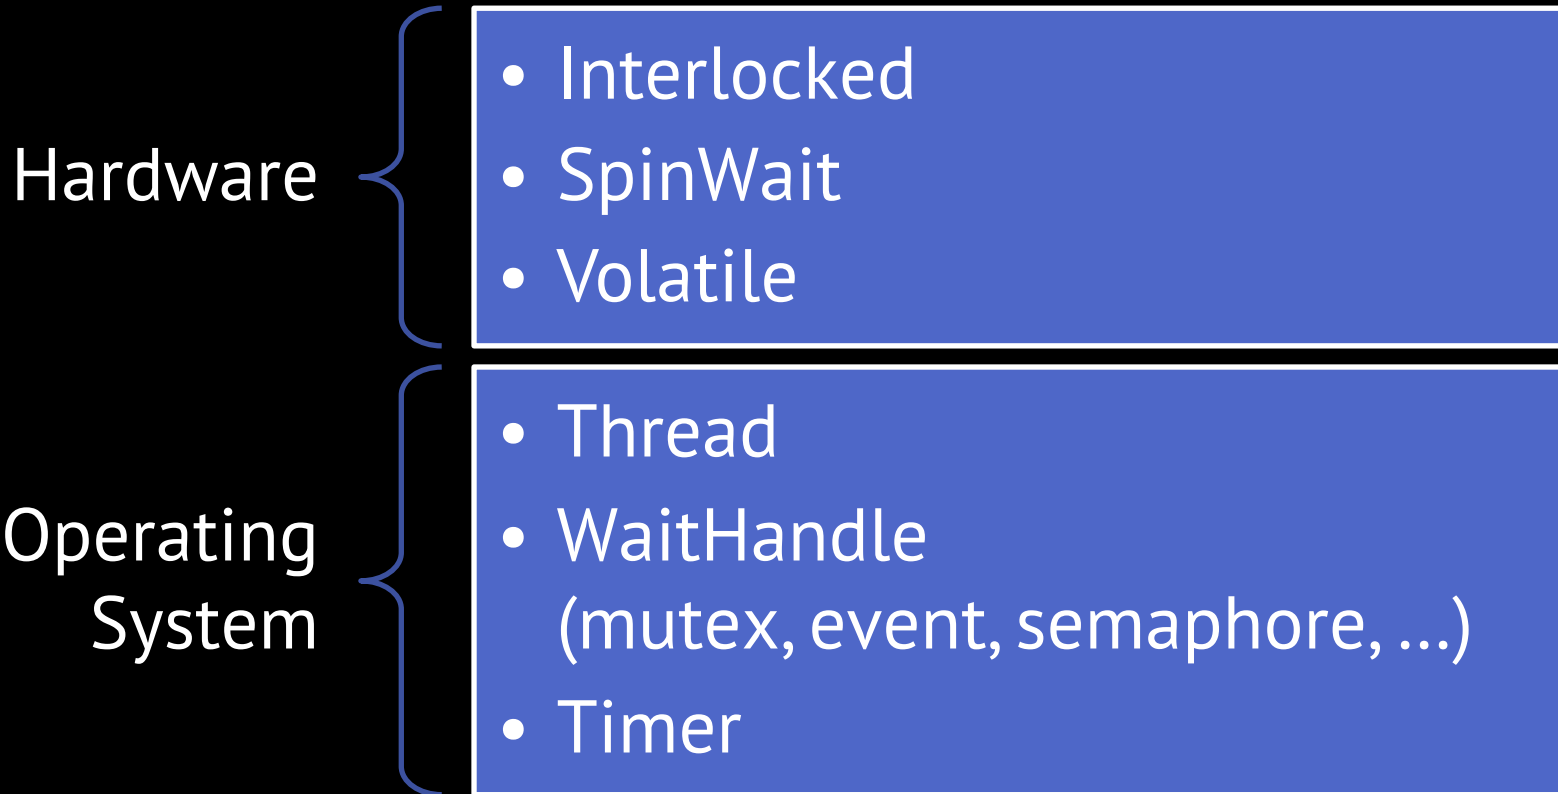 Hardware
• Interlocked
• SpinWait
• Volatile
Operating
System
• Thread
• WaitHandle
(mutex, event, semaphore, …)
• Timer